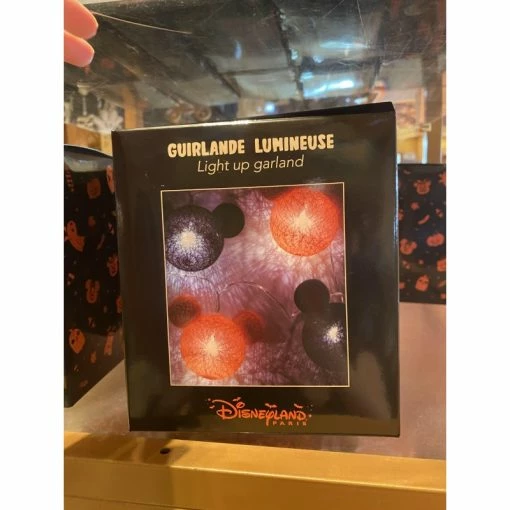 GUIRLANDE LUMINEUSE
Light up garland
DISNEYLAND
PARIS